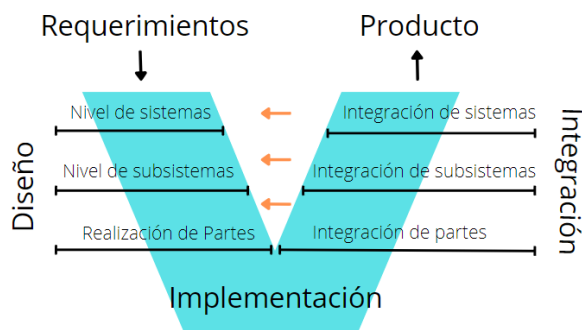 Requerimientos
Producto
Nivel de sistemas
Integración de sistemas
Nivel de subsistemas
Integración de subsistemas
Realización de Partes
Integración de partes
Diseño
Integración
Implementación